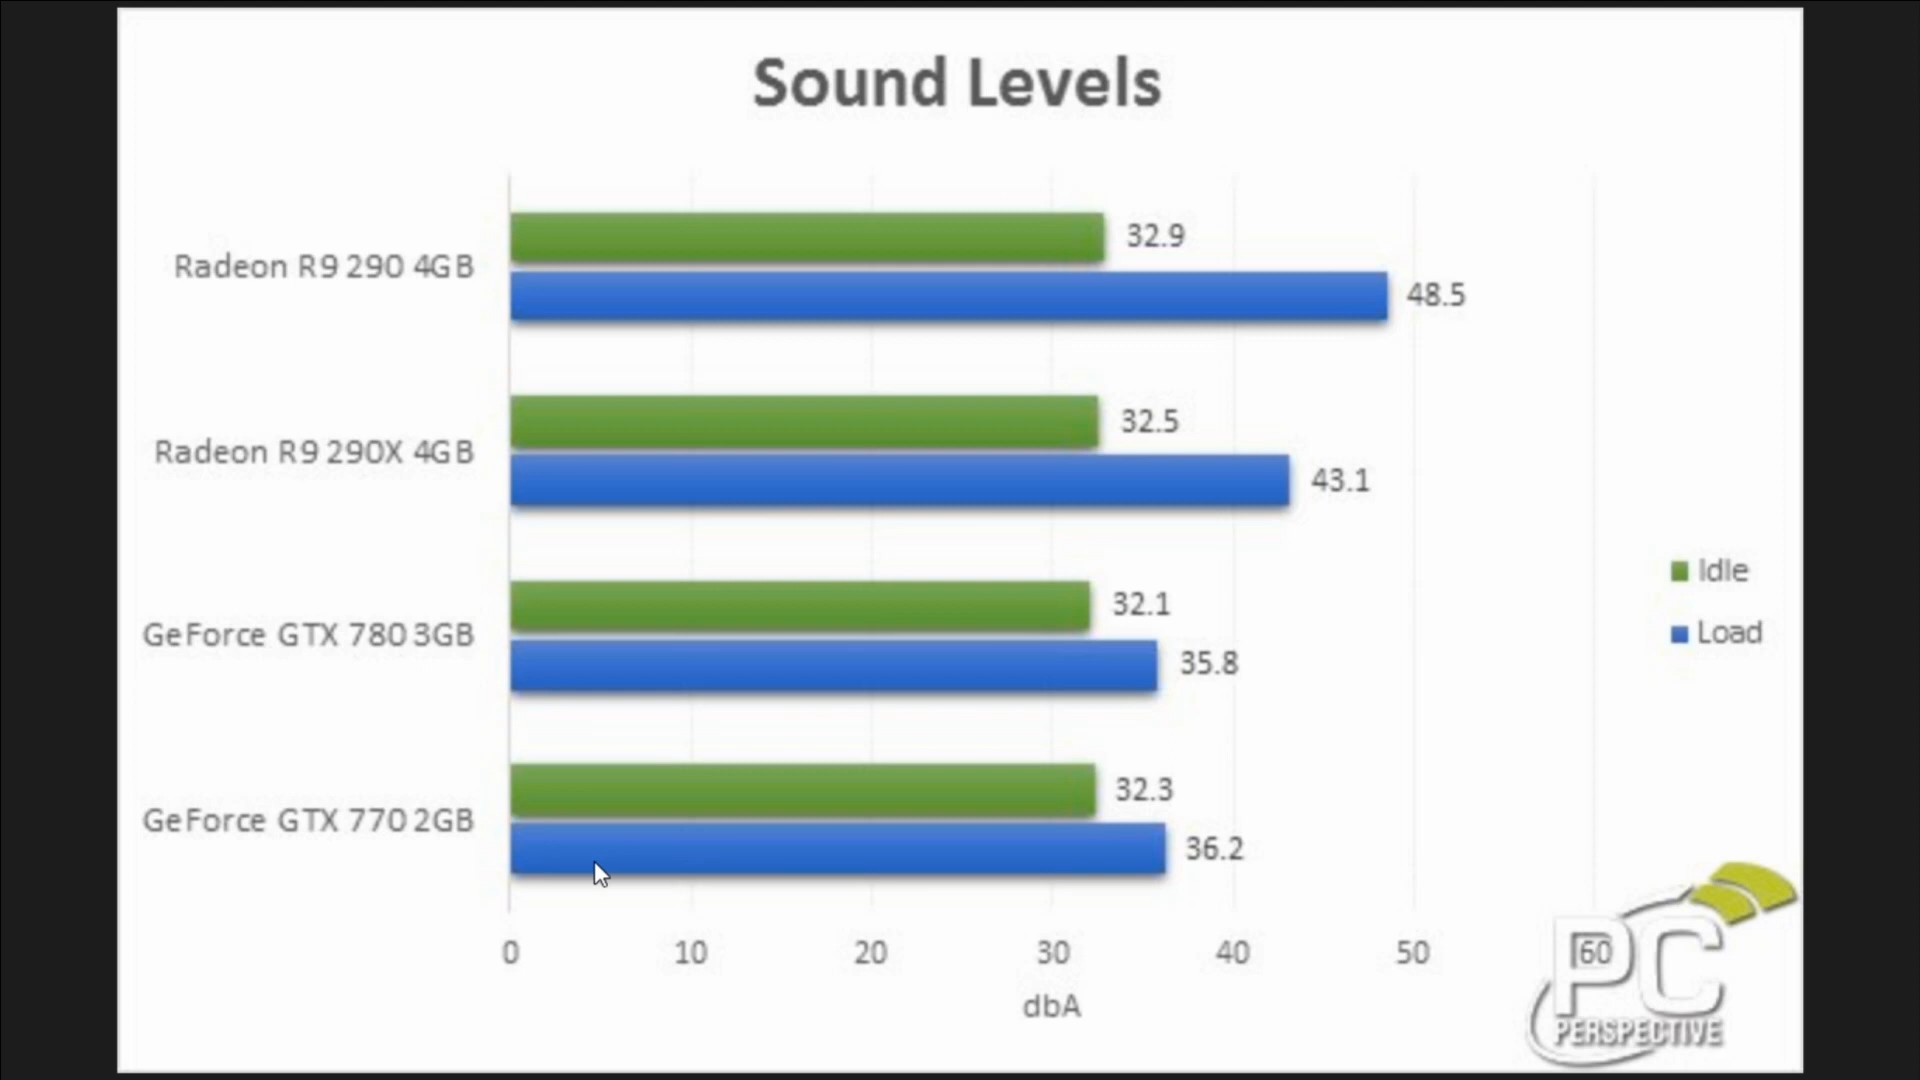 Sound Levels
Radeon R9 290 4GB
32.9
48.5
Radeon R9 290X 4GB
32.5
43.1
GeForce GTX 780 3GB
32.1
35.8
GeForce GTX 770 2GB
32.3
36.2
Idle
Load
0 10 20 30 40 50 60
dbA
PC
PERSPECTIVE